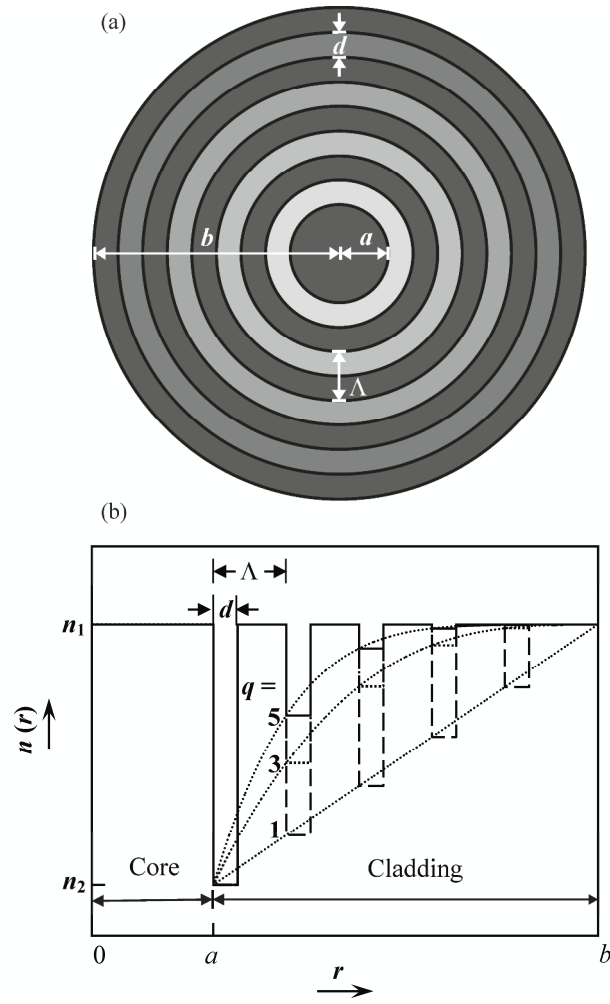 (a)
d
b a
Λ
(b)
Λ
d
n₁
q =
5
3
1
n (r)
n₂
Core Cladding
0 a b
r